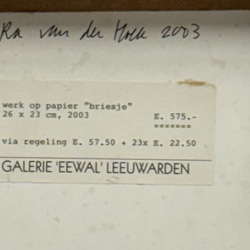 Ra van der Hoek 2003
werk op papier "briesje"
26 x 23 cm, 2003 E. 575.-
=======
via regeling E. 57.50 + 23x E. 22.50
GALERIE 'EEWAL' LEEUWARDEN